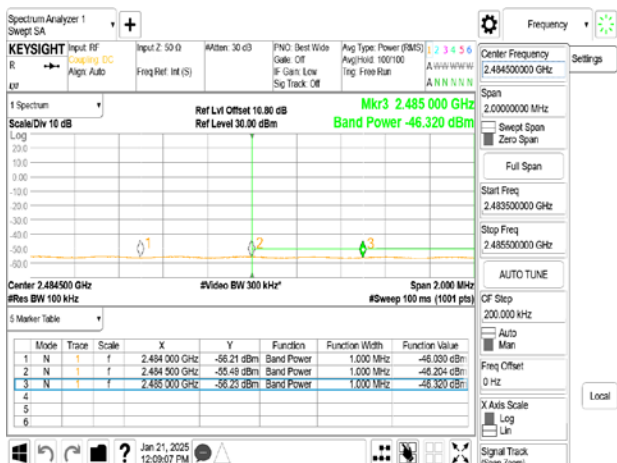 Spectrum Analyzer 1
Swept SA
+
Frequency
KEYSIGHT
R
Input: RF
Coupling: DC
Align: Auto
Input Z: 50 Ω
Freq Ref: Int (S)
#Atten: 30 dB
PNO: Best Wide
Gate: Off
IF Gain: Low
Sig Track: Off
Avg Type: Power (RMS)
Avg|Hold: 100/100
Trig: Free Run
1 2 3 4 5 6
A W W W W W
A N N N N N
Center Frequency
2.484500000 GHz
Settings
Span
2.00000000 MHz
Swept Span
Zero Span
Full Span
Start Freq
2.483500000 GHz
Stop Freq
2.485500000 GHz
AUTO TUNE
CF Step
200.000 kHz
Auto
Man
Freq Offset
0 Hz
X Axis Scale
Log
Lin
Local
Signal Track
(Span Zoom)
1 Spectrum
Scale/Div 10 dB
Ref Lvl Offset 10.80 dB
Ref Level 30.00 dBm
Mkr3 2.485 000 GHz
Band Power -46.320 dBm
Log
20.0
10.0
0.00
-10.0
-20.0
-30.0
-40.0
-50.0
-60.0
1
2
3
Center 2.484500 GHz
#Video BW 300 kHz*
Span 2.000 MHz
#Res BW 100 kHz
#Sweep 100 ms (1001 pts)
5 Marker Table
Mode Trace Scale X Y Function Function Width Function Value
1 N 1 f 2.484 000 GHz -56.21 dBm Band Power 1.000 MHz -46.030 dBm
2 N 1 f 2.484 500 GHz -55.49 dBm Band Power 1.000 MHz -46.204 dBm
3 N 1 f 2.485 000 GHz -56.23 dBm Band Power 1.000 MHz -46.320 dBm
4
5
6
?
Jan 21, 2025
12:09:07 PM